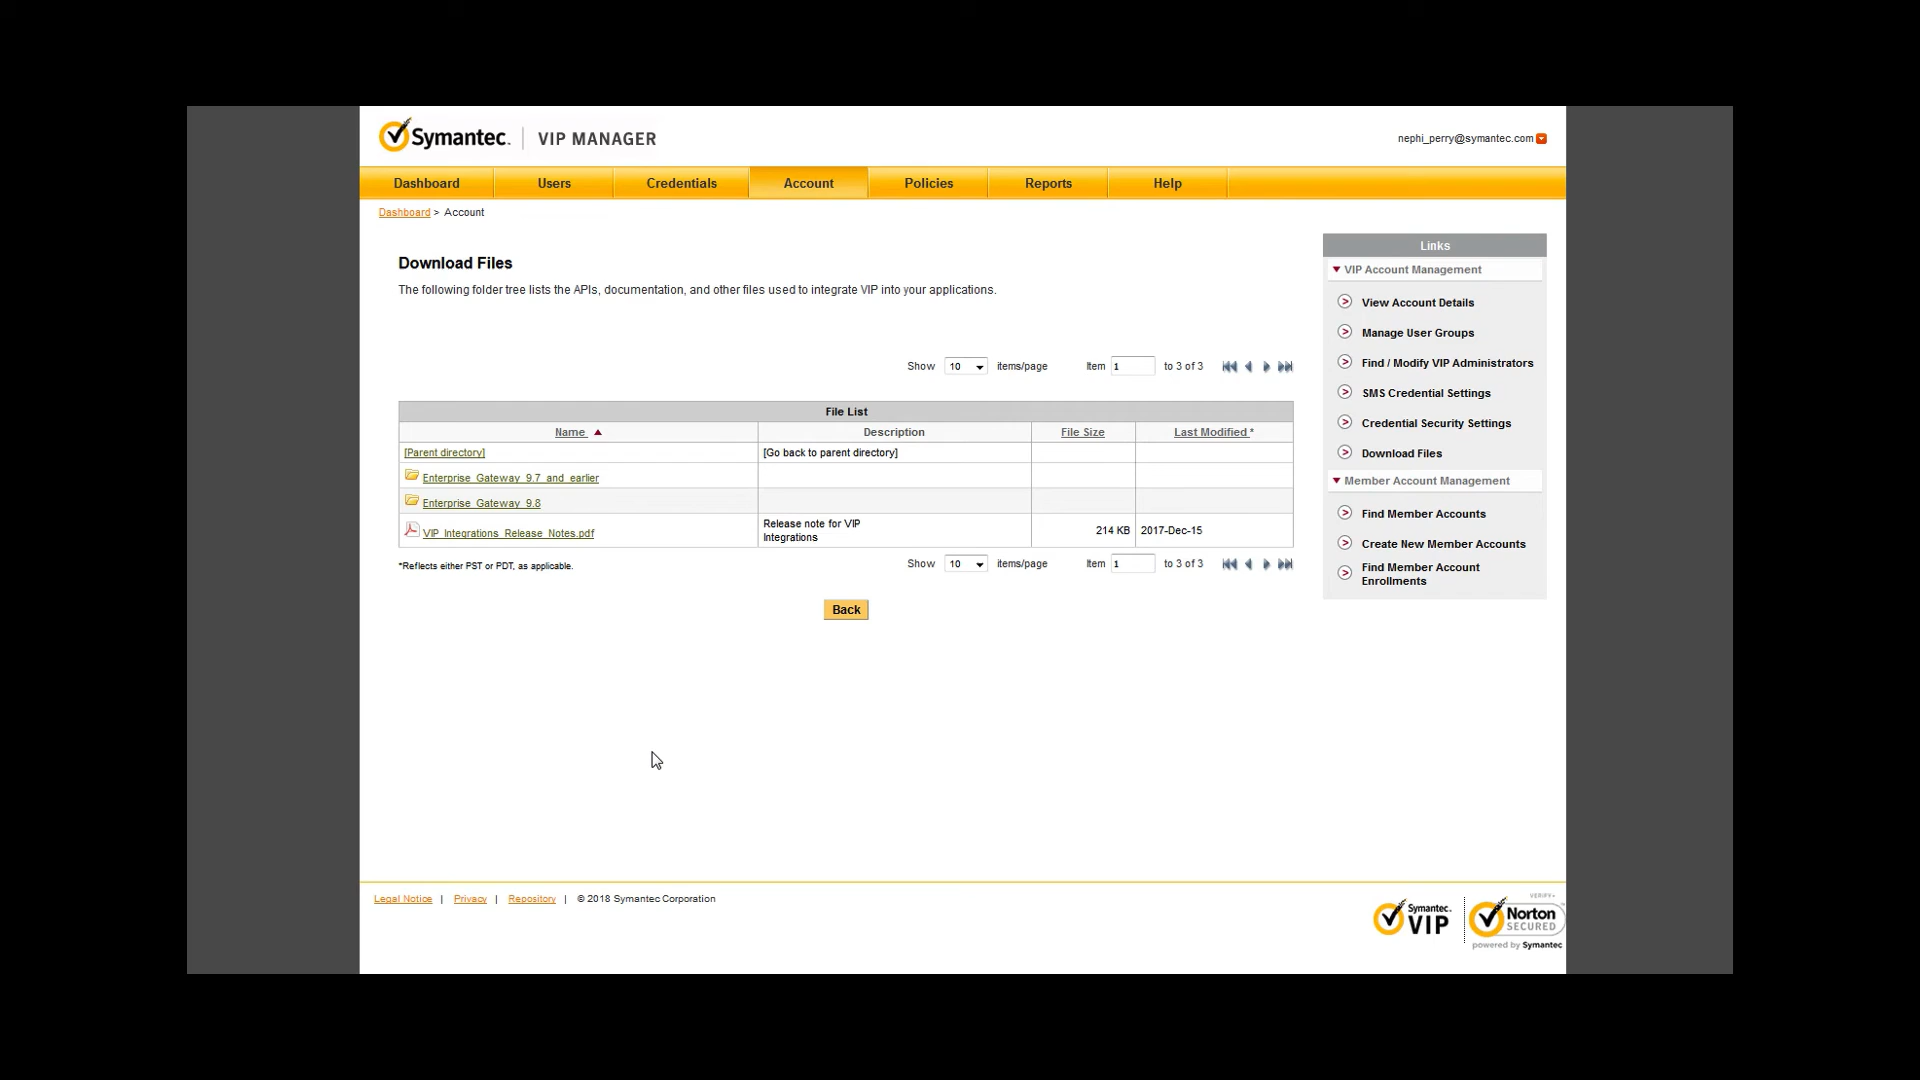 Symantec. | VIP MANAGER
nephi_perry@symantec.com
Dashboard Users Credentials Account Policies Reports Help
Dashboard > Account
Download Files
The following folder tree lists the APIs, documentation, and other files used to integrate VIP into your applications.
Show 10 items/page Item 1 to 3 of 3
File List
Name Description File Size Last Modified *
[Parent directory] [Go back to parent directory]
Enterprise_Gateway_9.7_and_earlier
Enterprise_Gateway_9.8
VIP_Integrations_Release_Notes.pdf Release note for VIP 214 KB 2017-Dec-15
Integrations
*Reflects either PST or PDT, as applicable.
Show 10 items/page Item 1 to 3 of 3
Back
Links
VIP Account Management
View Account Details
Manage User Groups
Find / Modify VIP Administrators
SMS Credential Settings
Credential Security Settings
Download Files
Member Account Management
Find Member Accounts
Create New Member Accounts
Find Member Account
Enrollments
Legal Notice | Privacy | Repository | © 2018 Symantec Corporation
Symantec.
VIP
VERIFY›
Norton
SECURED
powered by Symantec